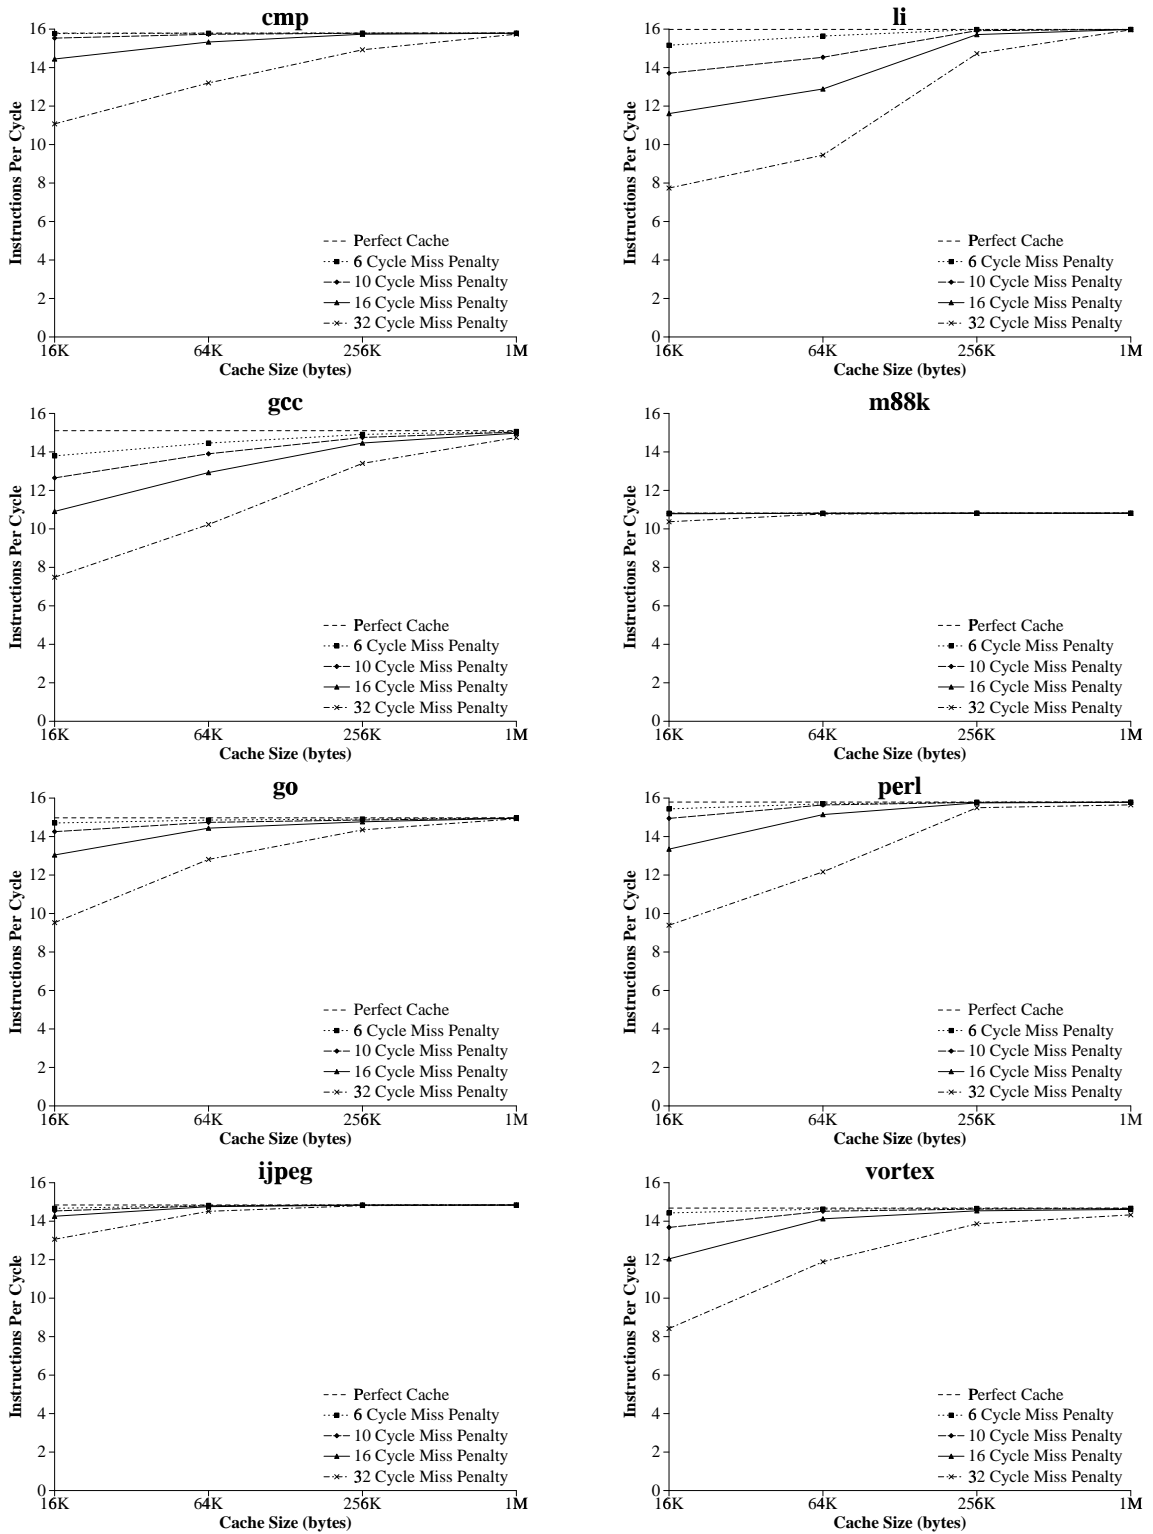 cmp
16
14
12
10
8
6
4
2
0
Instructions Per Cycle
Perfect Cache
6 Cycle Miss Penalty
10 Cycle Miss Penalty
16 Cycle Miss Penalty
32 Cycle Miss Penalty
16K 64K 256K 1M
Cache Size (bytes)
li
16
14
12
10
8
6
4
2
0
Instructions Per Cycle
Perfect Cache
6 Cycle Miss Penalty
10 Cycle Miss Penalty
16 Cycle Miss Penalty
32 Cycle Miss Penalty
16K 64K 256K 1M
Cache Size (bytes)
gcc
16
14
12
10
8
6
4
2
0
Instructions Per Cycle
Perfect Cache
6 Cycle Miss Penalty
10 Cycle Miss Penalty
16 Cycle Miss Penalty
32 Cycle Miss Penalty
16K 64K 256K 1M
Cache Size (bytes)
m88k
16
14
12
10
8
6
4
2
0
Instructions Per Cycle
Perfect Cache
6 Cycle Miss Penalty
10 Cycle Miss Penalty
16 Cycle Miss Penalty
32 Cycle Miss Penalty
16K 64K 256K 1M
Cache Size (bytes)
go
16
14
12
10
8
6
4
2
0
Instructions Per Cycle
Perfect Cache
6 Cycle Miss Penalty
10 Cycle Miss Penalty
16 Cycle Miss Penalty
32 Cycle Miss Penalty
16K 64K 256K 1M
Cache Size (bytes)
perl
16
14
12
10
8
6
4
2
0
Instructions Per Cycle
Perfect Cache
6 Cycle Miss Penalty
10 Cycle Miss Penalty
16 Cycle Miss Penalty
32 Cycle Miss Penalty
16K 64K 256K 1M
Cache Size (bytes)
ijpeg
16
14
12
10
8
6
4
2
0
Instructions Per Cycle
Perfect Cache
6 Cycle Miss Penalty
10 Cycle Miss Penalty
16 Cycle Miss Penalty
32 Cycle Miss Penalty
16K 64K 256K 1M
Cache Size (bytes)
vortex
16
14
12
10
8
6
4
2
0
Instructions Per Cycle
Perfect Cache
6 Cycle Miss Penalty
10 Cycle Miss Penalty
16 Cycle Miss Penalty
32 Cycle Miss Penalty
16K 64K 256K 1M
Cache Size (bytes)